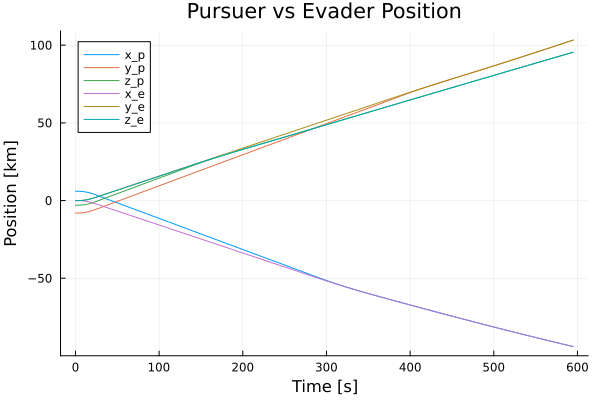 Pursuer vs Evader Position
100
50
0
−50
Position [km]
x_p
y_p
z_p
x_e
y_e
z_e
0 100 200 300 400 500 600
Time [s]